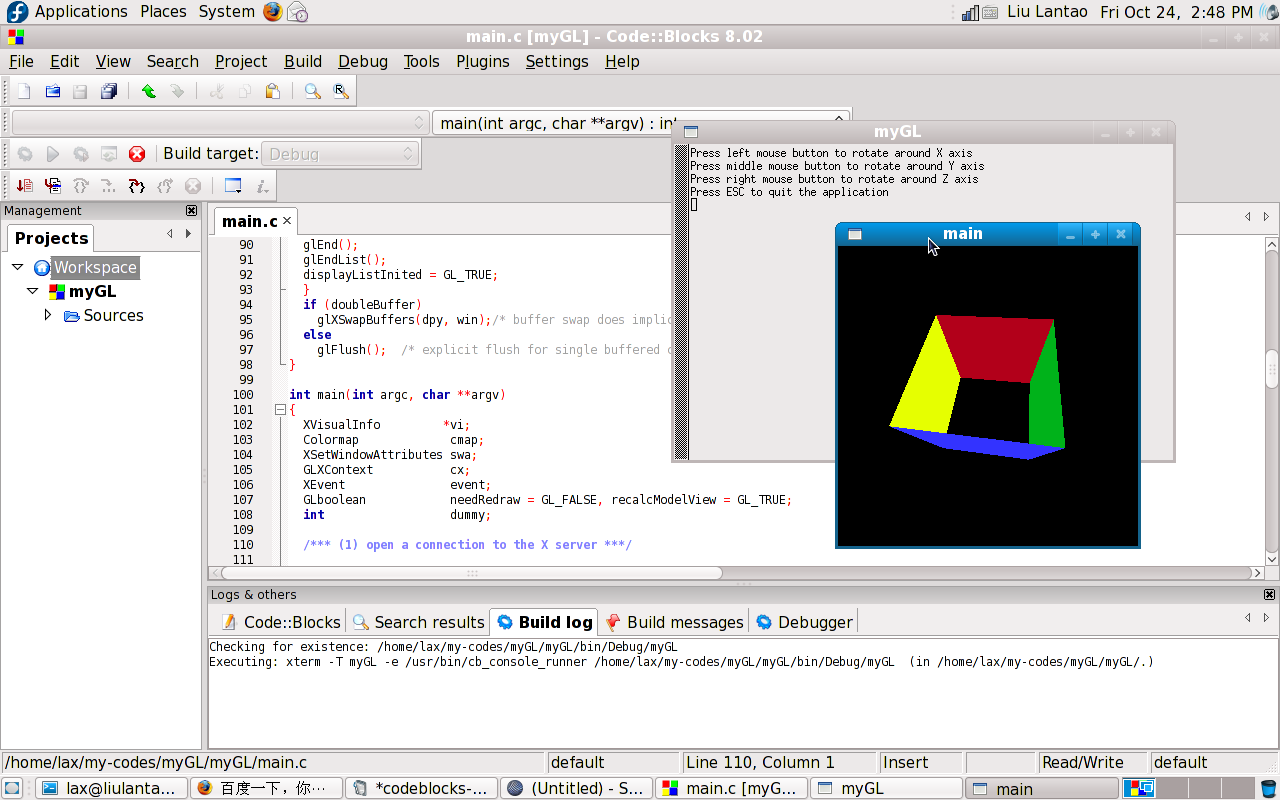 Applications Places System Liu Lantao Fri Oct 24, 2:48 PM
main.c [myGL] - Code::Blocks 8.02
File Edit View Search Project Build Debug Tools Plugins Settings Help
main(int argc, char **argv) : int
Build target: Debug
myGL
Press left mouse button to rotate around X axis
Press middle mouse button to rotate around Y axis
Press right mouse button to rotate around Z axis
Press ESC to quit the application
main
Management
Projects
Workspace
myGL
Sources
main.c
90 glEnd();
91 glEndList();
92 displayListInited = GL_TRUE;
93 }
94 if (doubleBuffer)
95 glXSwapBuffers(dpy, win);/* buffer swap does implic
96 else
97 glFlush(); /* explicit flush for single buffered c
98 }
99
100 int main(int argc, char **argv)
101 {
102 XVisualInfo *vi;
103 Colormap cmap;
104 XSetWindowAttributes swa;
105 GLXContext cx;
106 XEvent event;
107 GLboolean needRedraw = GL_FALSE, recalcModelView = GL_TRUE;
108 int dummy;
109
110 /*** (1) open a connection to the X server ***/
111
Logs & others
Code::Blocks Search results Build log Build messages Debugger
Checking for existence: /home/lax/my-codes/myGL/myGL/bin/Debug/myGL
Executing: xterm -T myGL -e /usr/bin/cb_console_runner /home/lax/my-codes/myGL/myGL/bin/Debug/myGL (in /home/lax/my-codes/myGL/myGL/.)
/home/lax/my-codes/myGL/myGL/main.c default Line 110, Column 1 Insert Read/Write default
lax@liulanta... 百度一下，你... *codeblocks-... (Untitled) - S... main.c [myG... myGL main